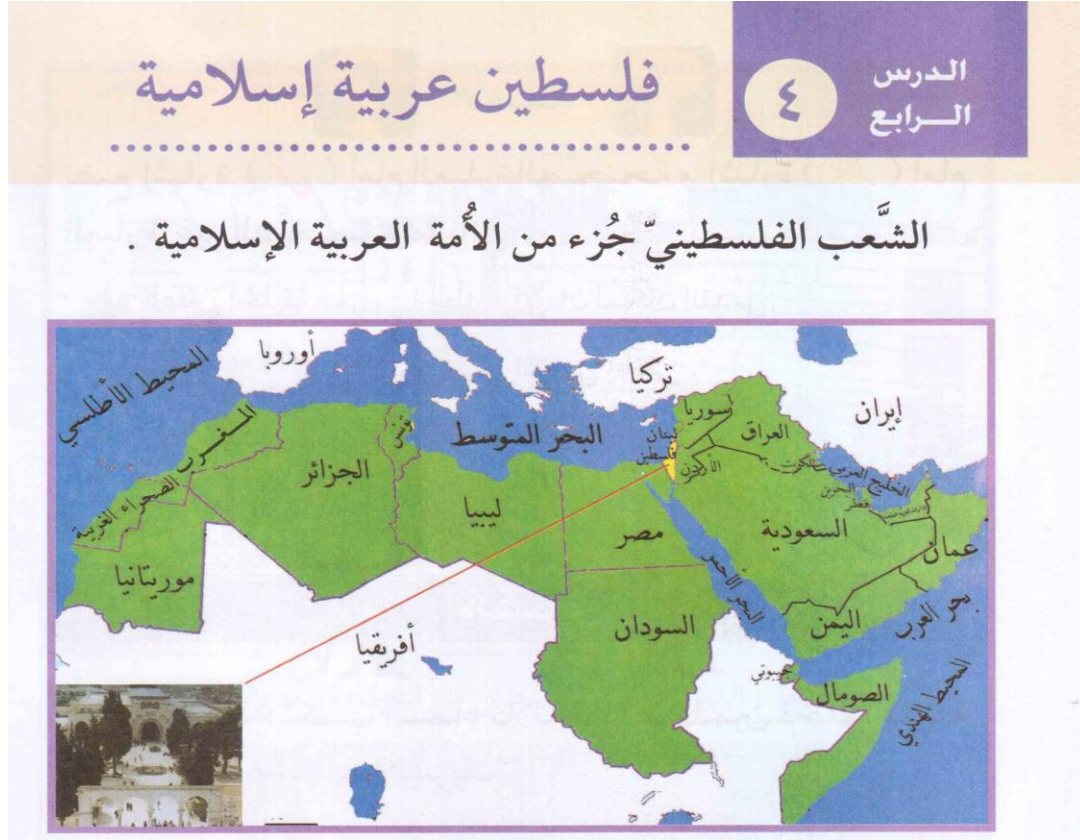 الدرس
الـرابع
٤
فلسطين عربية إسلامية
الشَّعب الفلسطينيّ جُزء من الأُمة العربية الإسلامية .
أوروبا
المحيط الأطلسي
تركيا
إيران
المغرب
تونس
البحر المتوسط
سوريا
لبنان
فلسطين
العراق
الأردن
الكويت
الخليج العربي
البحرين
قطر
الجزائر
الصحراء الغربية
ليبيا
مصر
السعودية
عمان
موريتانيا
البحر الأحمر
السودان
اليمن
بحر العرب
أفريقيا
جيبوتي
الصومال
المحيط الهندي